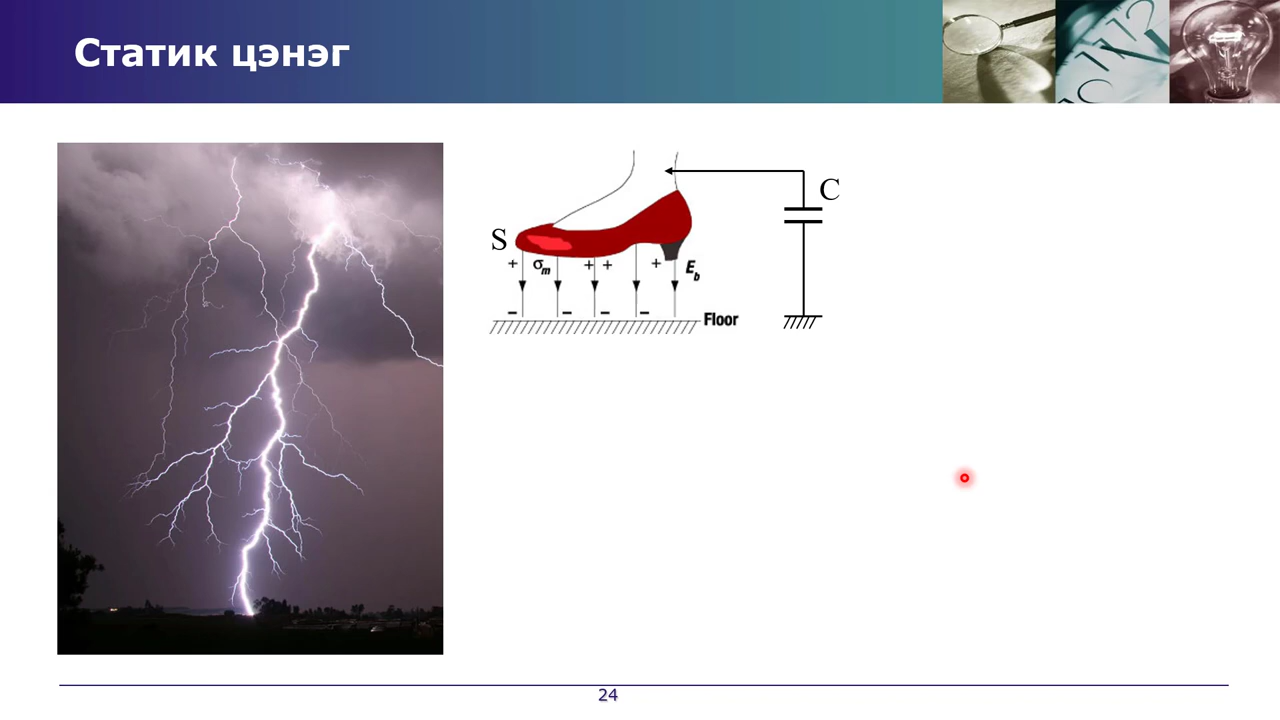 Статик цэнэг
C
S
+ σm + + + Eb
− − − −
Floor
24